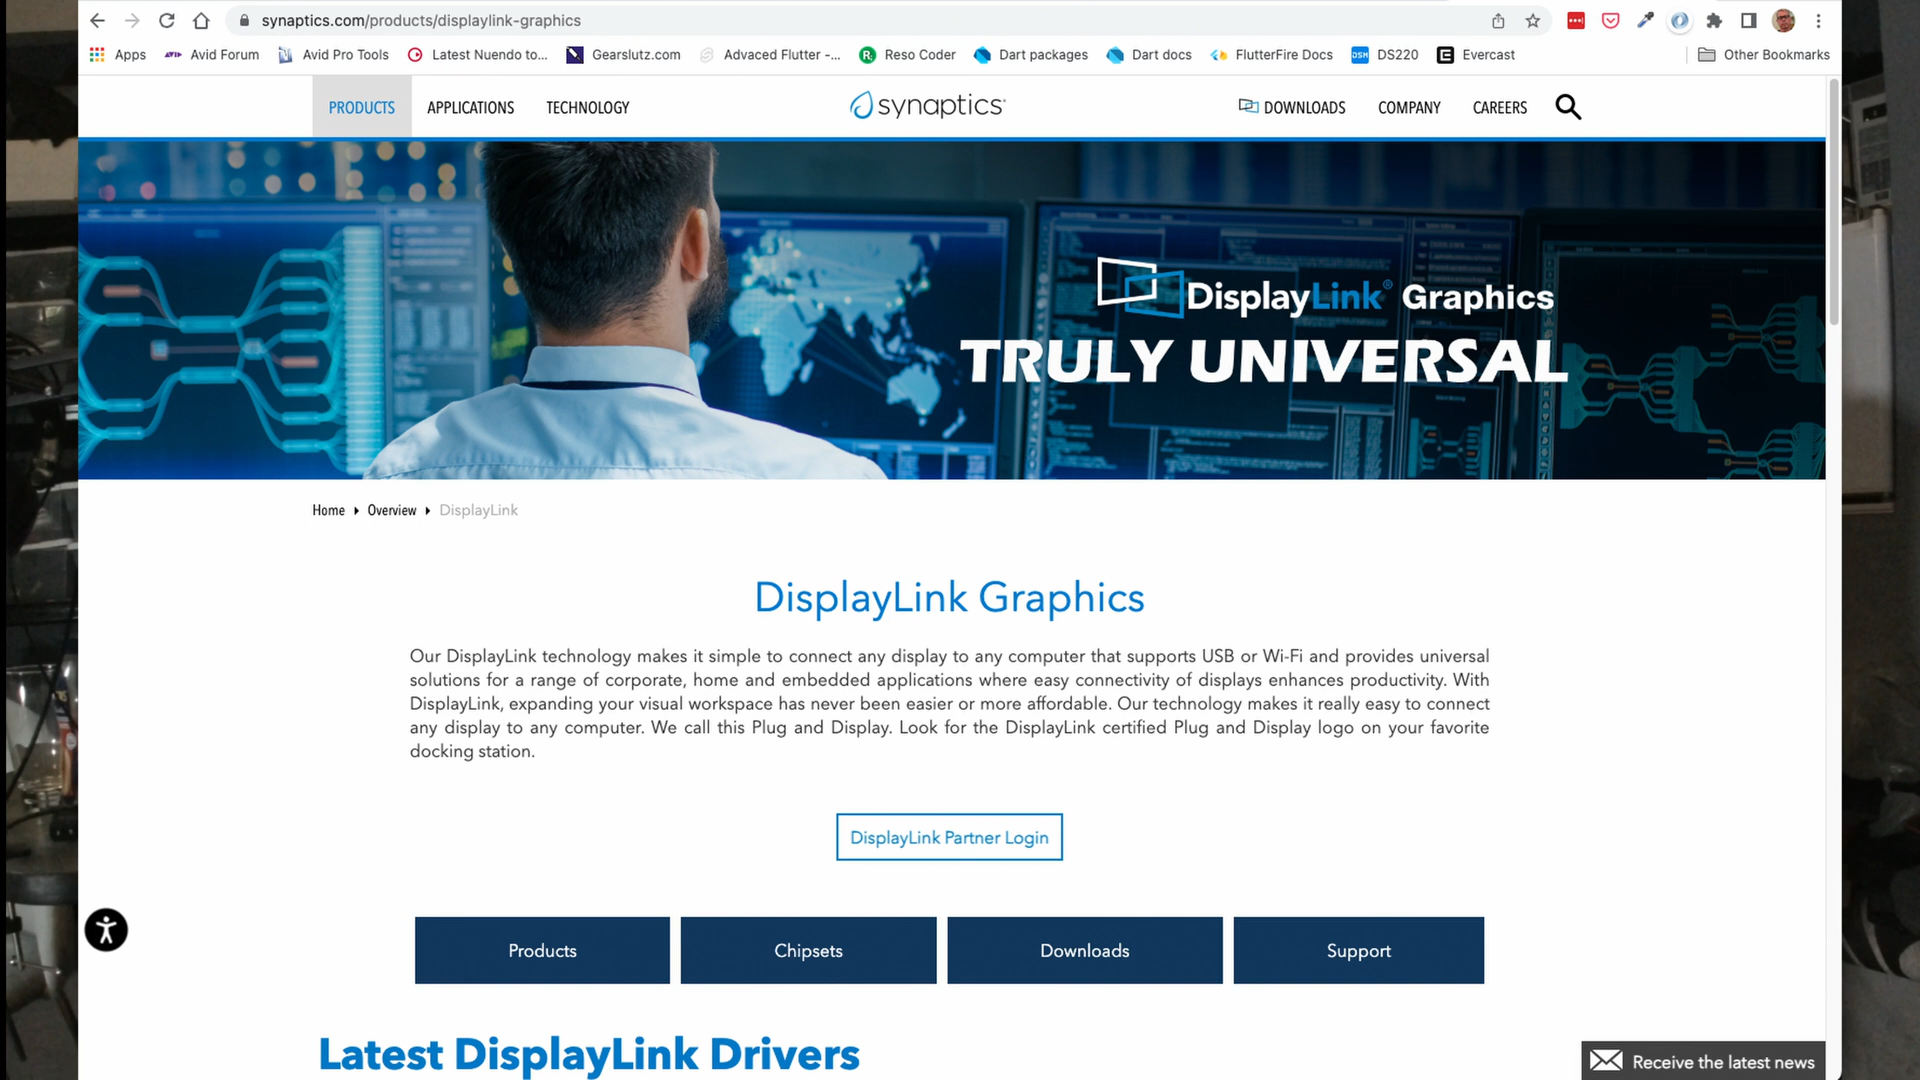 synaptics.com/products/displaylink-graphics
Apps
Avid Forum
Avid Pro Tools
Latest Nuendo to...
Gearslutz.com
Advaced Flutter -...
Reso Coder
Dart packages
Dart docs
FlutterFire Docs
DSM DS220
Evercast
Other Bookmarks
PRODUCTS
APPLICATIONS
TECHNOLOGY
synaptics
DOWNLOADS
COMPANY
CAREERS
DisplayLink® Graphics
TRULY UNIVERSAL
Home
Overview
DisplayLink
DisplayLink Graphics
Our DisplayLink technology makes it simple to connect any display to any computer that supports USB or Wi-Fi and provides universal
solutions for a range of corporate, home and embedded applications where easy connectivity of displays enhances productivity. With
DisplayLink, expanding your visual workspace has never been easier or more affordable. Our technology makes it really easy to connect
any display to any computer. We call this Plug and Display. Look for the DisplayLink certified Plug and Display logo on your favorite
docking station.
DisplayLink Partner Login
Products
Chipsets
Downloads
Support
Latest DisplayLink Drivers
Receive the latest news